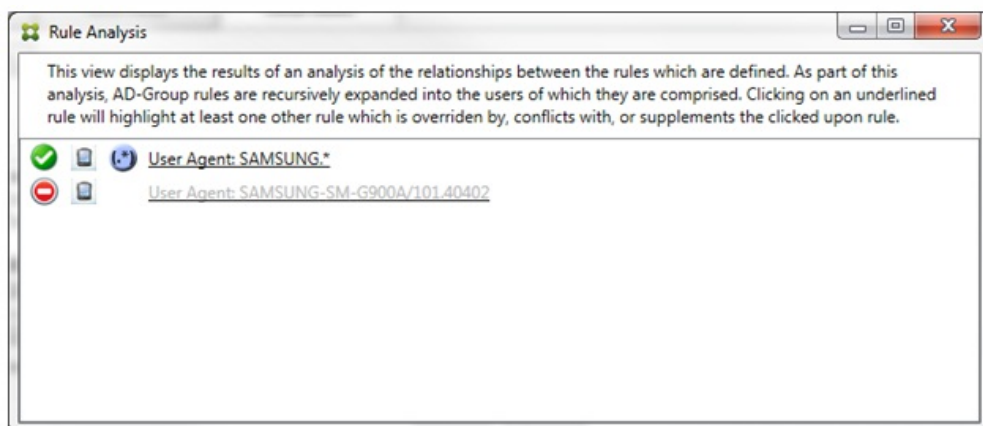 Rule Analysis
This view displays the results of an analysis of the relationships between the rules which are defined. As part of this
analysis, AD-Group rules are recursively expanded into the users of which they are comprised. Clicking on an underlined
rule will highlight at least one other rule which is overriden by, conflicts with, or supplements the clicked upon rule.
(.*) User Agent: SAMSUNG.*
User Agent: SAMSUNG-SM-G900A/101.40402